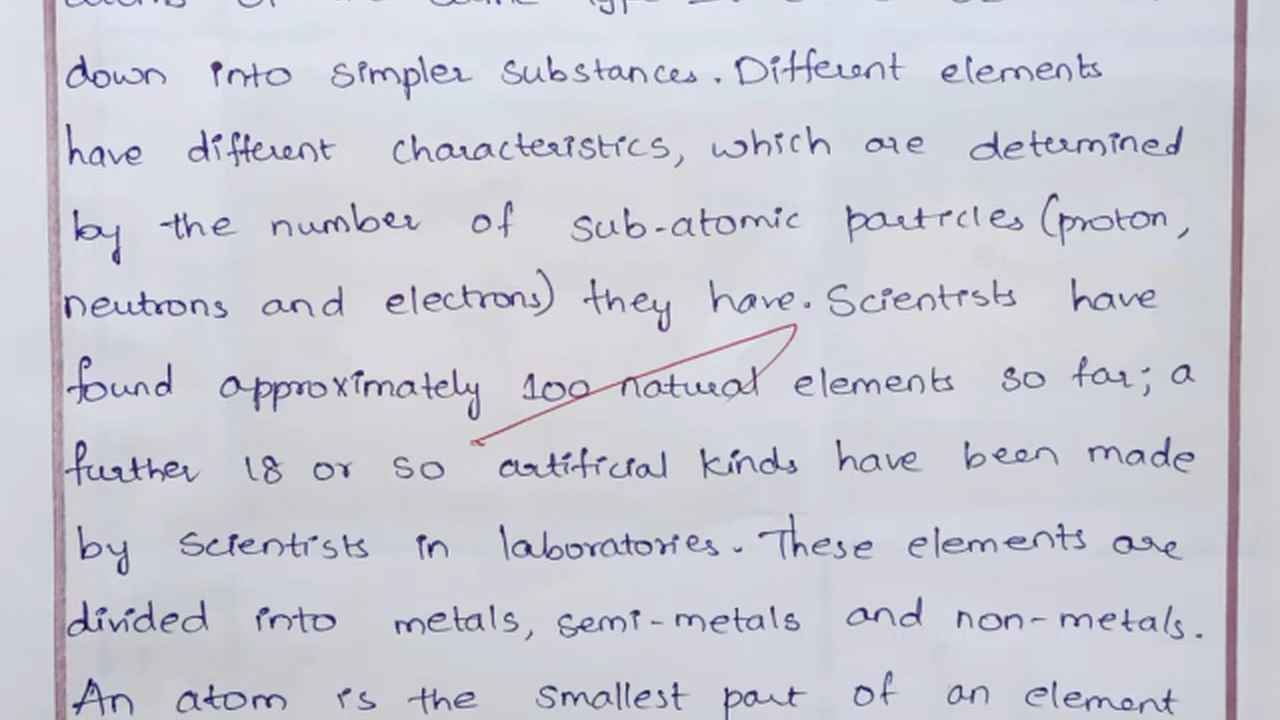 down into simpler substances. Different elements
have different characteristics, which are determined
by the number of sub-atomic particles (proton,
neutrons and electrons) they have. Scientists have
found approximately 100 natural elements so far; a
further 18 or so artificial kinds have been made
by scientists in laboratories. These elements are
divided into metals, semi-metals and non-metals.
An atom is the smallest part of an element